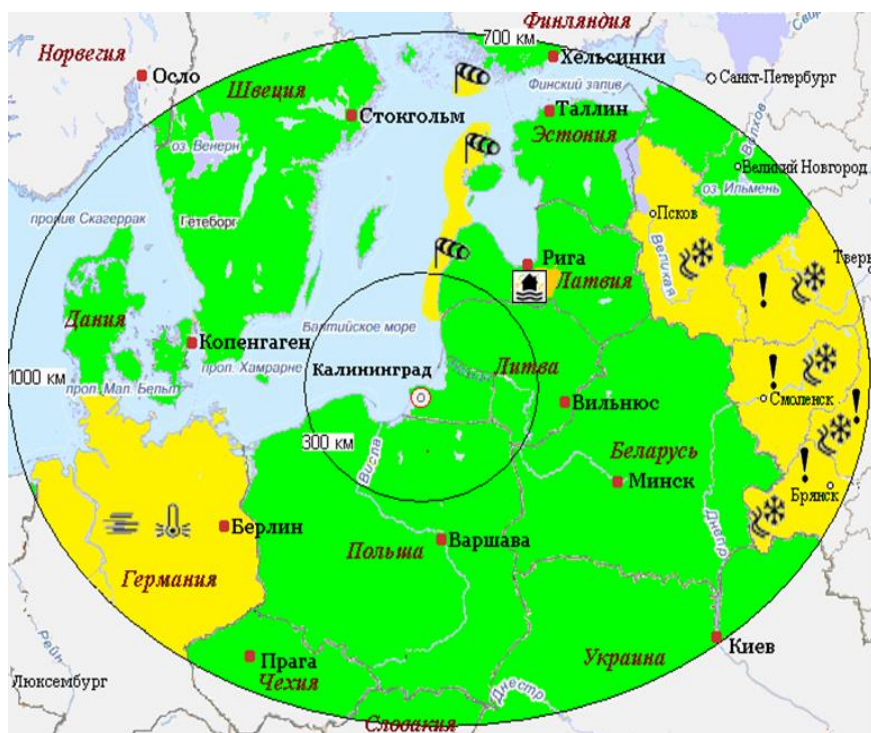 Финляндия
700 км
Хельсинки
Норвегия
Осло
Швеция
Санкт-Петербург
Финский запив
Стокгольм
Таллин
Эстония
Волхов
оз. Венерн
Великий Новгород
оз. Ильмень
пролив Скагеррак
Гетеборг
Псков
Великая
Рига
Латвия
Тверь
Дания
Балтийское море
Копенгаген
прол. Хамрарне
Калининград
Литва
1000 км
прол. Мал. Бельт
Смоленск
Вильнюс
300 км
Висла
Беларусь
Минск
Брянск
Днепр
Берлин
Польша
Варшава
Германия
Рейн
Прага
Чехия
Украина
Киев
Люксембург
Днестр
Словакия